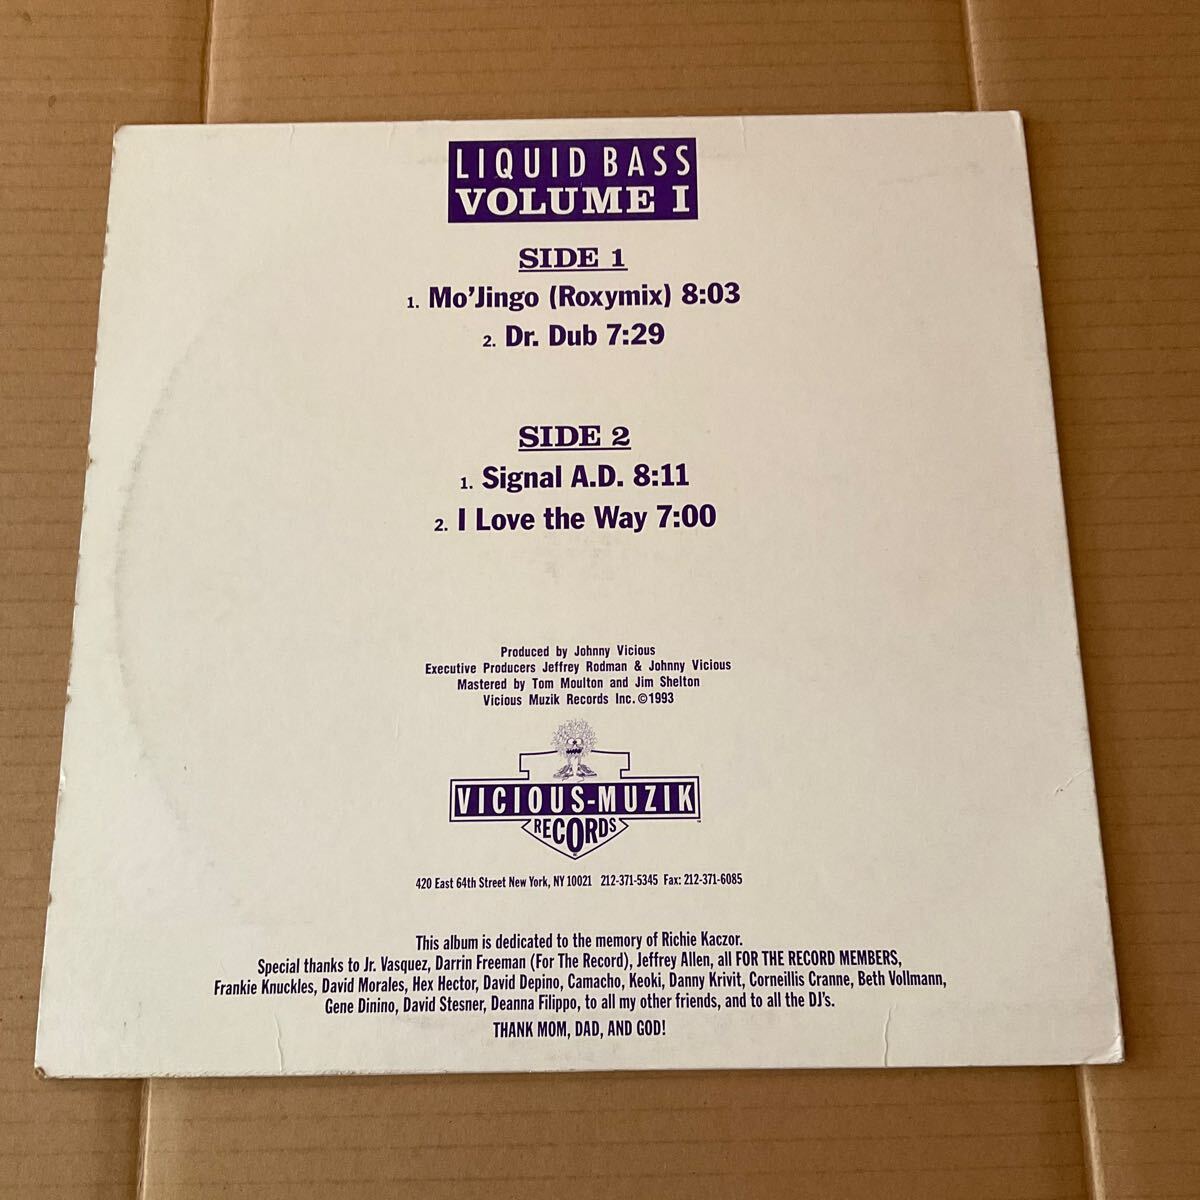 LIQUID BASS
VOLUME I
SIDE 1
1. Mo'Jingo (Roxymix) 8:03
2. Dr. Dub 7:29
SIDE 2
1. Signal A.D. 8:11
2. I Love the Way 7:00
Produced by Johnny Vicious
Executive Producers Jeffrey Rodman & Johnny Vicious
Mastered by Tom Moulton and Jim Shelton
Vicious Muzik Records Inc. ©1993
VICIOUS-MUZIK
RECORDS
420 East 64th Street New York, NY 10021 212-371-5345 Fax: 212-371-6085
This album is dedicated to the memory of Richie Kaczor.
Special thanks to Jr. Vasquez, Darrin Freeman (For The Record), Jeffrey Allen, all FOR THE RECORD MEMBERS,
Frankie Knuckles, David Morales, Hex Hector, David Depino, Camacho, Keoki, Danny Krivit, Corneillis Cranne, Beth Vollmann,
Gene Dinino, David Stesner, Deanna Filippo, to all my other friends, and to all the DJ's.
THANK MOM, DAD, AND GOD!